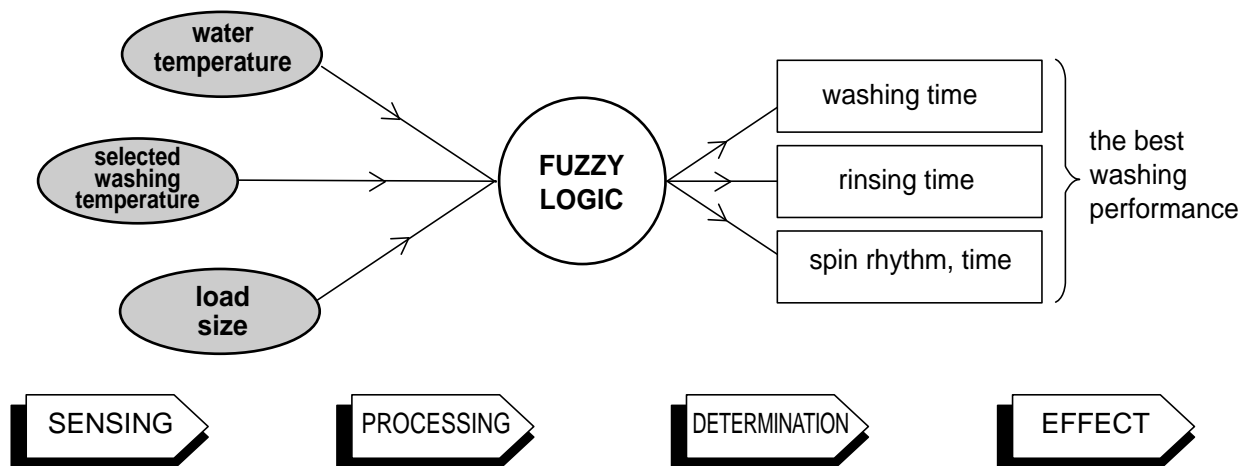 water
temperature
selected
washing
temperature
load
size
FUZZY
LOGIC
washing time
rinsing time
spin rhythm, time
the best
washing
performance
SENSING
PROCESSING
DETERMINATION
EFFECT